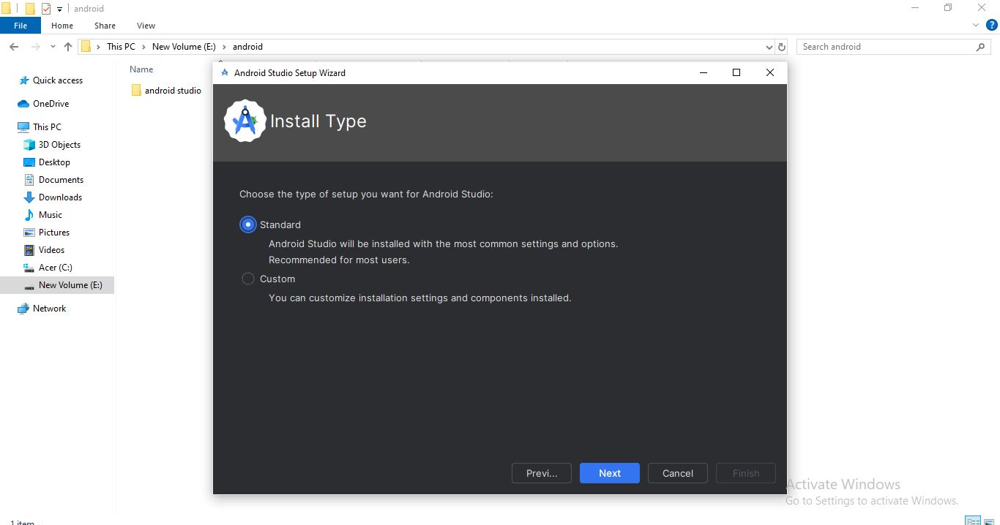 android
File Home Share View
This PC New Volume (E:) android
Search android
Name
android studio
Quick access
OneDrive
This PC
3D Objects
Desktop
Documents
Downloads
Music
Pictures
Videos
Acer (C:)
New Volume (E:)
Network
Android Studio Setup Wizard
Install Type
Choose the type of setup you want for Android Studio:
Standard
Android Studio will be installed with the most common settings and options.
Recommended for most users.
Custom
You can customize installation settings and components installed.
Previ... Next Cancel Finish
Activate Windows
Go to Settings to activate Windows.
1 item